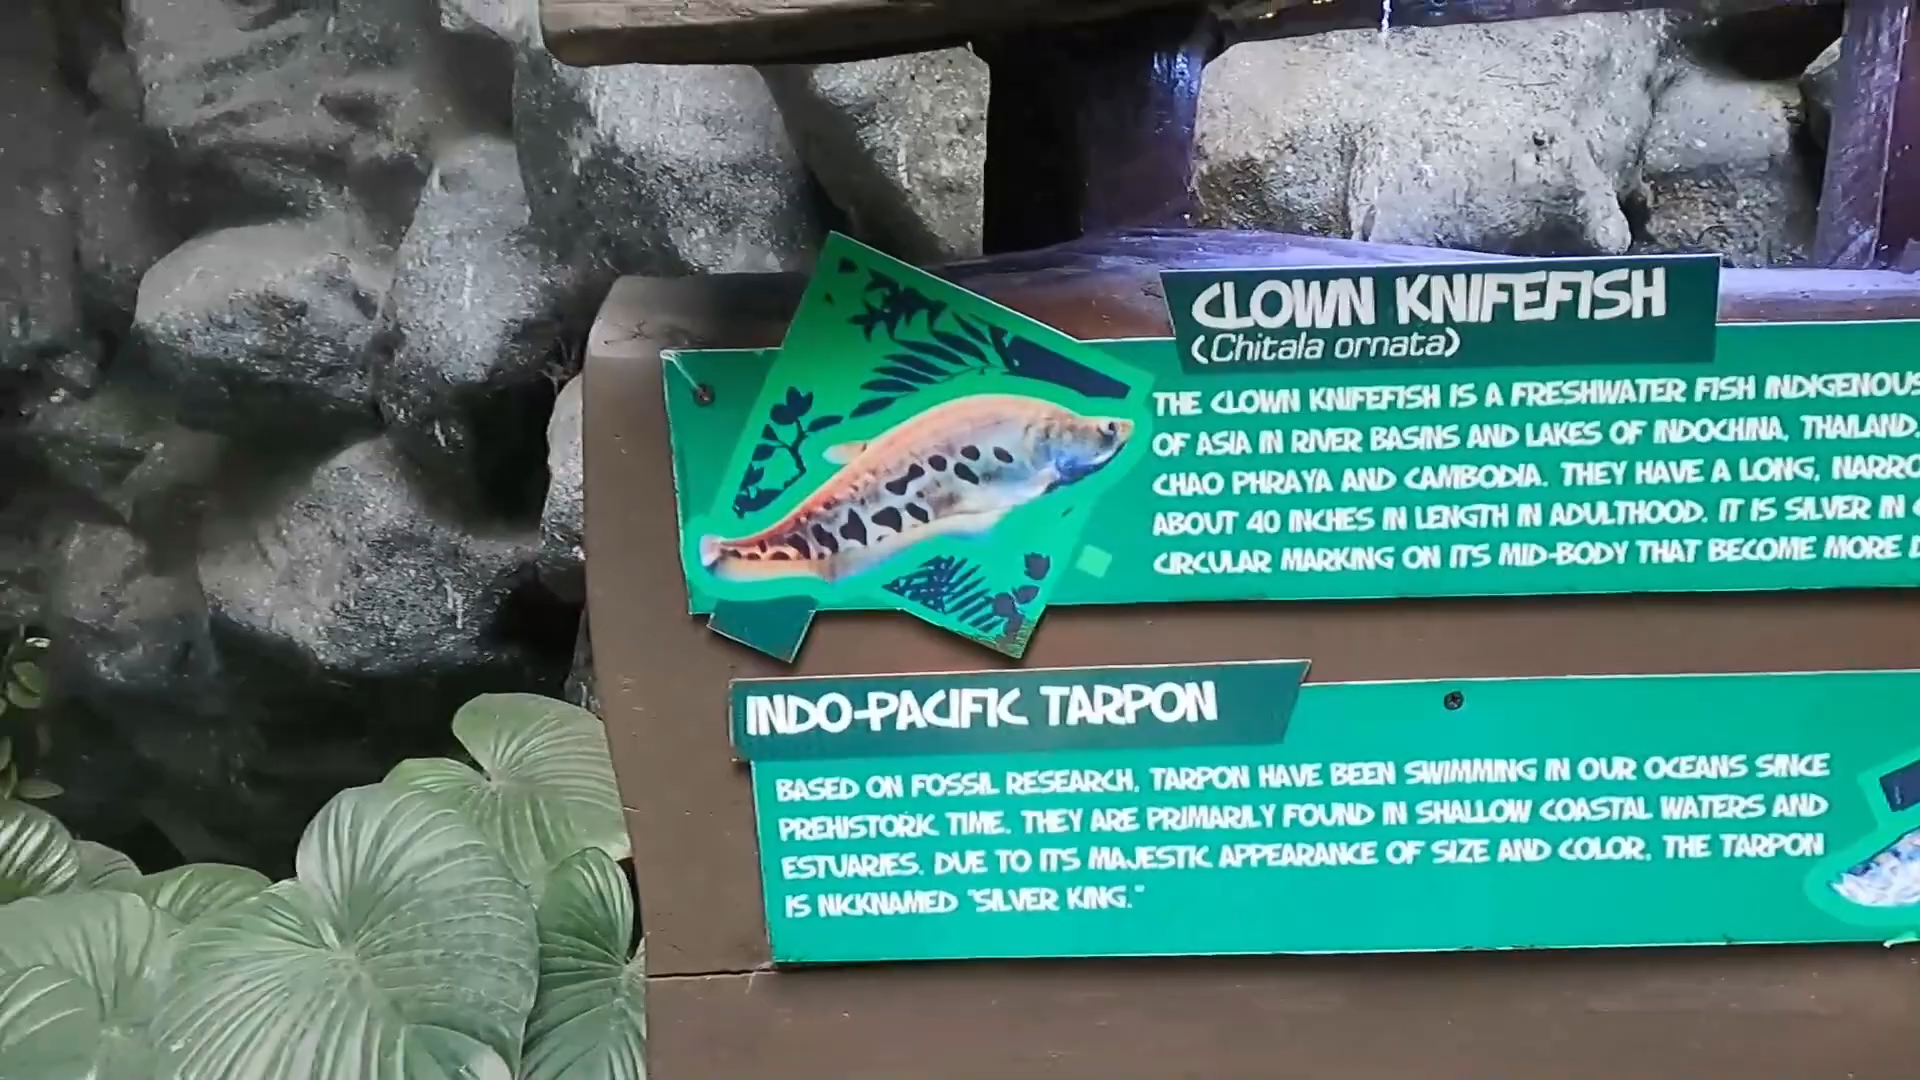 CLOWN KNIFEFISH
(Chitala ornata)
THE CLOWN KNIFEFISH IS A FRESHWATER FISH INDIGENOUS
OF ASIA IN RIVER BASINS AND LAKES OF INDOCHINA, THAILAND,
CHAO PHRAYA AND CAMBODIA. THEY HAVE A LONG,
ABOUT 40 INCHES IN LENGTH IN ADULTHOOD. IT IS SILVER IN
CIRCULAR MARKING ON ITS MID-BODY THAT BECOME MORE
INDO-PACIFIC TARPON
BASED ON FOSSIL RESEARCH, TARPON HAVE BEEN SWIMMING IN OUR OCEANS SINCE
PREHISTORIC TIME. THEY ARE PRIMARILY FOUND IN SHALLOW COASTAL WATERS AND
ESTUARIES. DUE TO ITS MAJESTIC APPEARANCE OF SIZE AND COLOR, THE TARPON
IS NICKNAMED "SILVER KING."